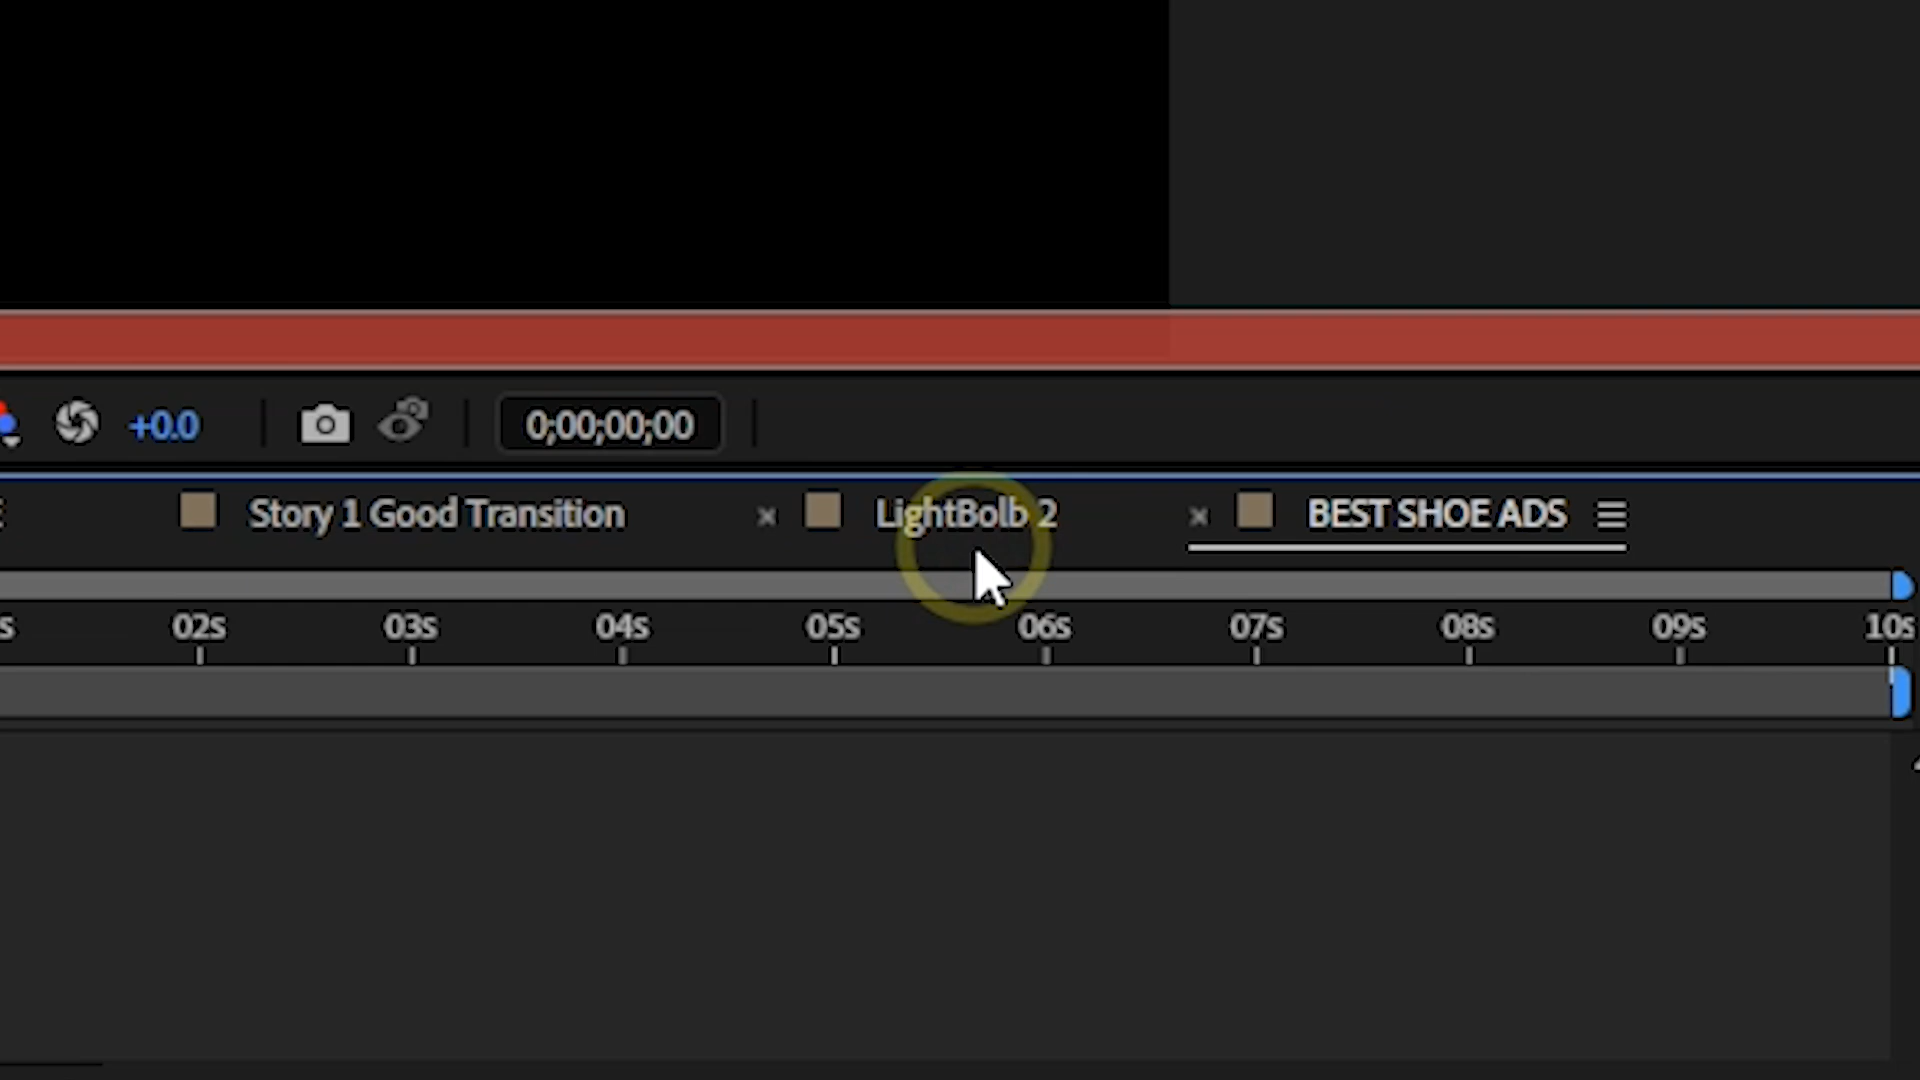 +0.0 0;00;00;00
Story 1 Good Transition × LightBolb 2 × BEST SHOE ADS
s 02s 03s 04s 05s 06s 07s 08s 09s 10s